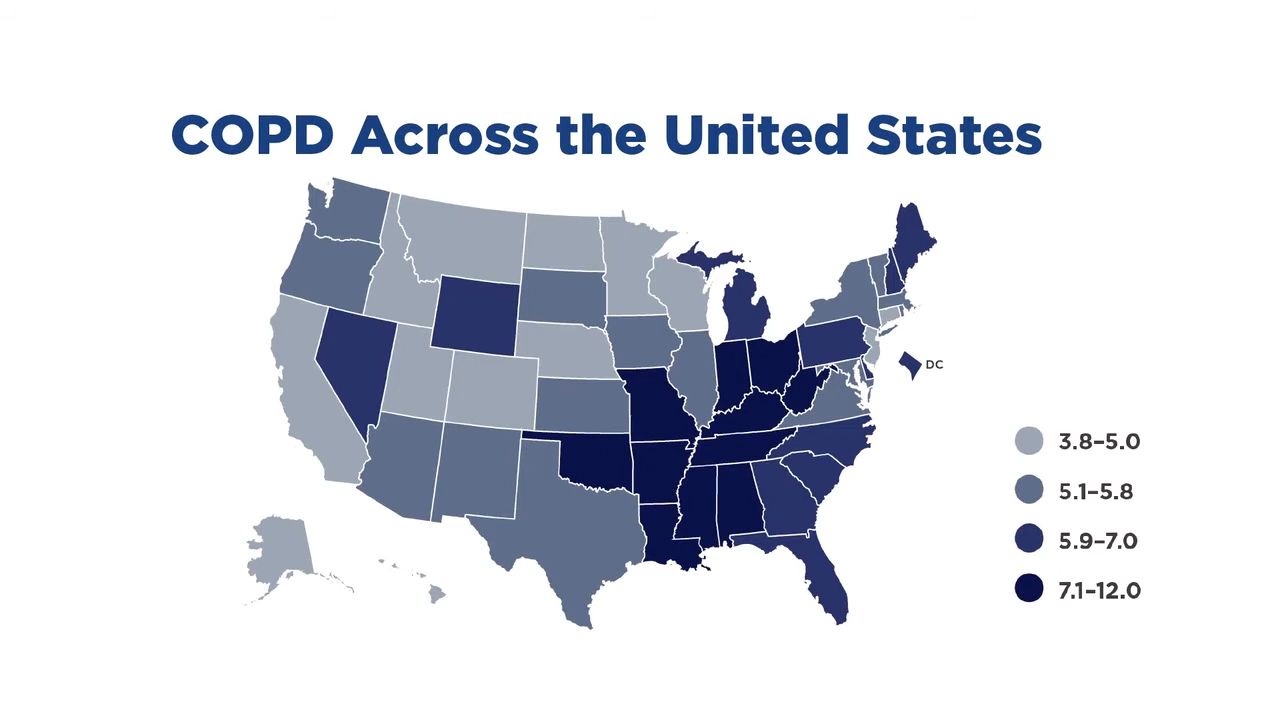 COPD Across the United States
DC
3.8–5.0
5.1–5.8
5.9–7.0
7.1–12.0